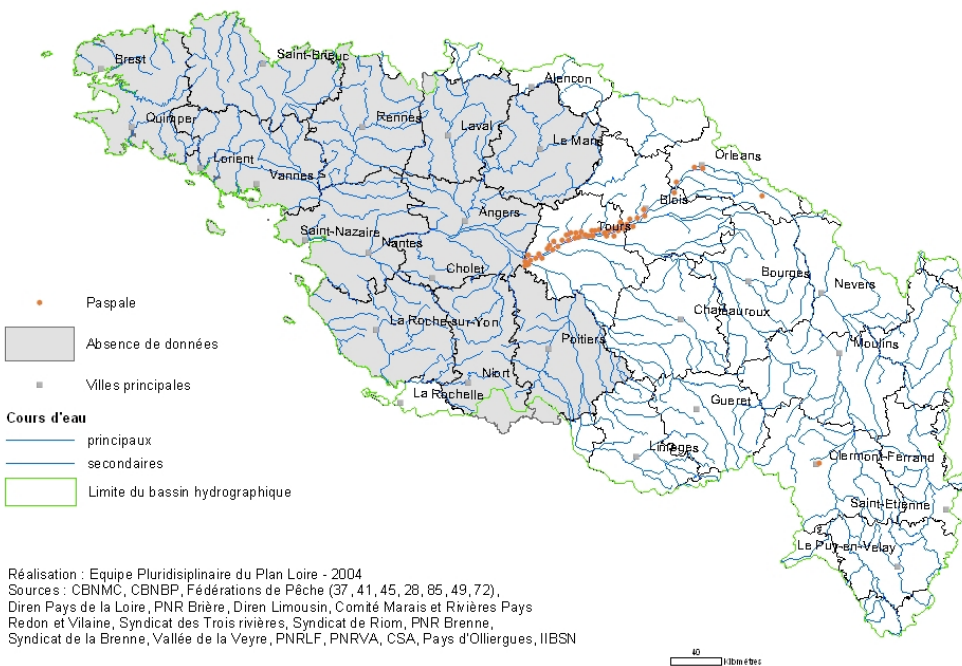 Brest
Saint-Brieuc
Alençon
Quimper
Rennes
Laval
Le Mans
Orleans
Lorient
Vannes
Blois
Angers
Tours
Saint-Nazaire
Nantes
Cholet
Bourges
Nevers
Paspale
La Roche-sur-Yon
Chateauroux
Absence de données
Poitiers
Moulins
Niort
Villes principales
La Rochelle
Gueret
Cours d'eau
principaux
Limoges
Clermont-Ferrand
secondaires
Limite du bassin hydrographique
Saint-Etienne
Le Puy-en-Velay
Réalisation : Equipe Pluridisiplinaire du Plan Loire - 2004
Sources : CBNMC, CBNBP, Fédérations de Pêche (37, 41, 45, 28, 85, 49, 72),
Diren Pays de la Loire, PNR Brière, Diren Limousin, Comité Marais et Rivières Pays
Redon et Vilaine, Syndicat des Trois rivières, Syndicat de Riom, PNR Brenne,
Syndicat de la Brenne, Vallée de la Veyre, PNRLF, PNRVA, CSA, Pays d'Olliergues, IIBSN
40
Kilomètres